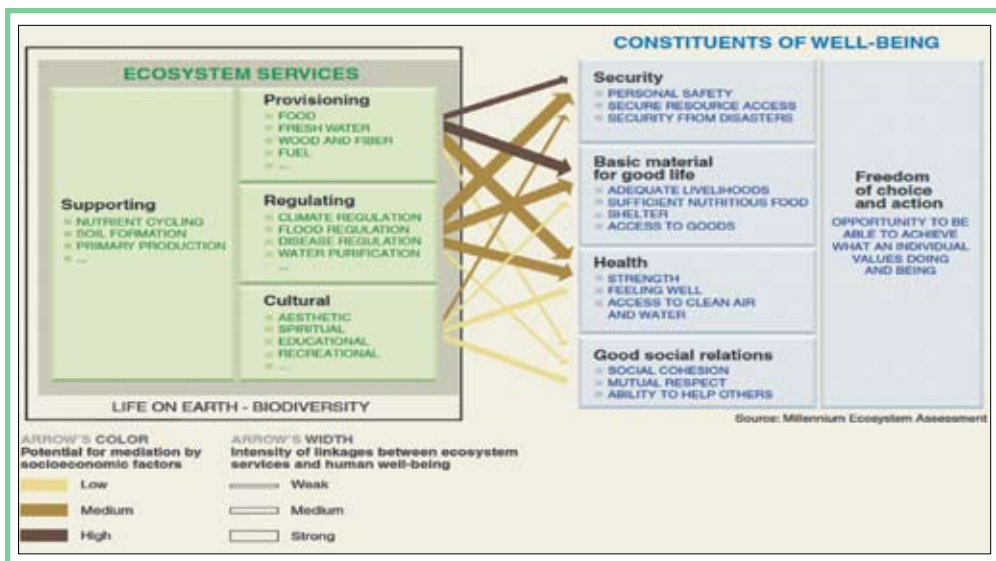 CONSTITUENTS OF WELL-BEING
ECOSYSTEM SERVICES
Supporting
NUTRIENT CYCLING
SOIL FORMATION
PRIMARY PRODUCTION
...
Provisioning
FOOD
FRESH WATER
WOOD AND FIBER
FUEL
...
Regulating
CLIMATE REGULATION
FLOOD REGULATION
DISEASE REGULATION
WATER PURIFICATION
...
Cultural
AESTHETIC
SPIRITUAL
EDUCATIONAL
RECREATIONAL
...
LIFE ON EARTH - BIODIVERSITY
Security
PERSONAL SAFETY
SECURE RESOURCE ACCESS
SECURITY FROM DISASTERS
Basic material
for good life
ADEQUATE LIVELIHOODS
SUFFICIENT NUTRITIOUS FOOD
SHELTER
ACCESS TO GOODS
Health
STRENGTH
FEELING WELL
ACCESS TO CLEAN AIR
AND WATER
Good social relations
SOCIAL COHESION
MUTUAL RESPECT
ABILITY TO HELP OTHERS
Freedom
of choice
and action
OPPORTUNITY TO BE
ABLE TO ACHIEVE
WHAT AN INDIVIDUAL
VALUES DOING
AND BEING
Source: Millennium Ecosystem Assessment
ARROW'S COLOR
Potential for mediation by
socioeconomic factors
Low
Medium
High
ARROW'S WIDTH
Intensity of linkages between ecosystem
services and human well-being
Weak
Medium
Strong